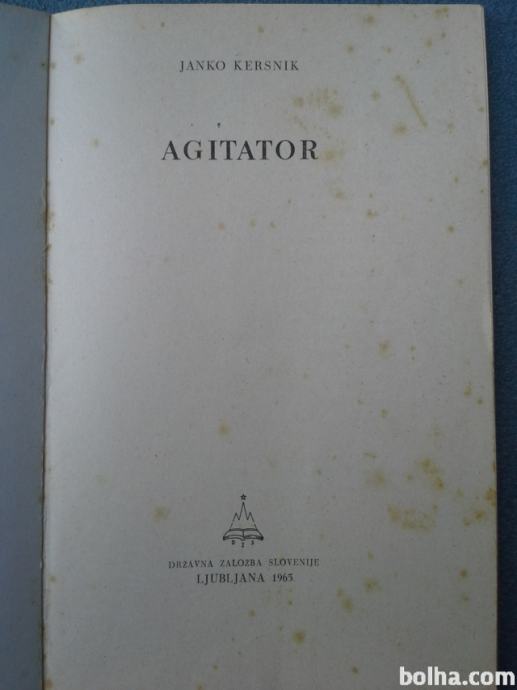 JANKO KERSNIK
AGITATOR
D Z S
DRŽAVNA ZALOŽBA SLOVENIJE
LJUBLJANA 1965
bolha.com